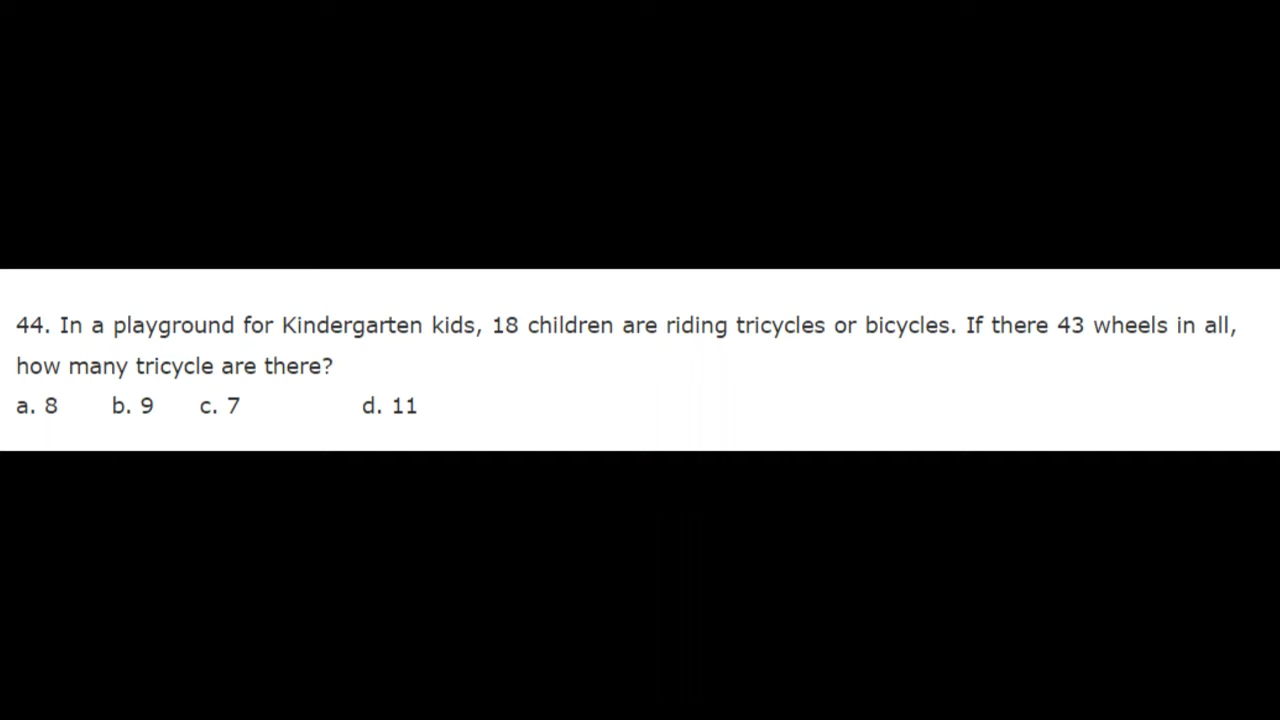 44. In a playground for Kindergarten kids, 18 children are riding tricycles or bicycles. If there 43 wheels in all,
how many tricycle are there?
a. 8 b. 9 c. 7 d. 11